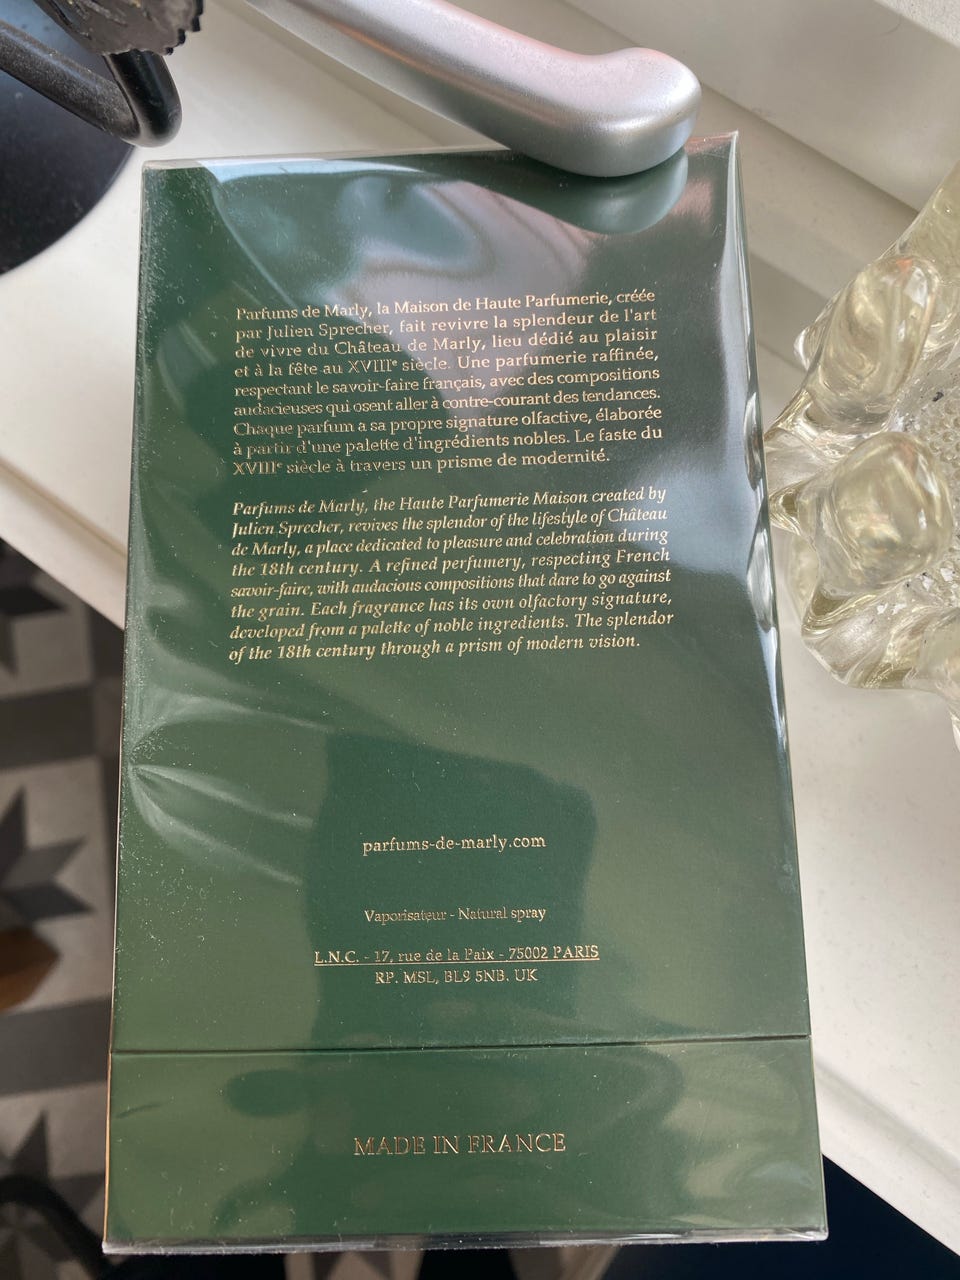 Parfums de Marly, la Maison de Haute Parfumerie, créée
par Julien Sprecher, fait revivre la splendeur de l'art
de vivre du Château de Marly, lieu dédié au plaisir
et à la fête au XVIIIe siècle. Une parfumerie raffinée,
respectant le savoir-faire français, avec des compositions
audacieuses qui osent aller à contre-courant des tendances.
Chaque parfum a sa propre signature olfactive, élaborée
à partir d'une palette d'ingrédients nobles. Le faste du
XVIIIe siècle à travers un prisme de modernité.
Parfums de Marly, the Haute Parfumerie Maison created by
Julien Sprecher, revives the splendor of the lifestyle of Château
de Marly, a place dedicated to pleasure and celebration during
the 18th century. A refined perfumery, respecting French
savoir-faire, with audacious compositions that dare to go against
the grain. Each fragrance has its own olfactory signature,
developed from a palette of noble ingredients. The splendor
of the 18th century through a prism of modern vision.
parfums-de-marly.com
Vaporisateur - Natural spray
L.N.C. - 17, rue de la Paix - 75002 PARIS
RP. MSL, BL9 5NB. UK
MADE IN FRANCE